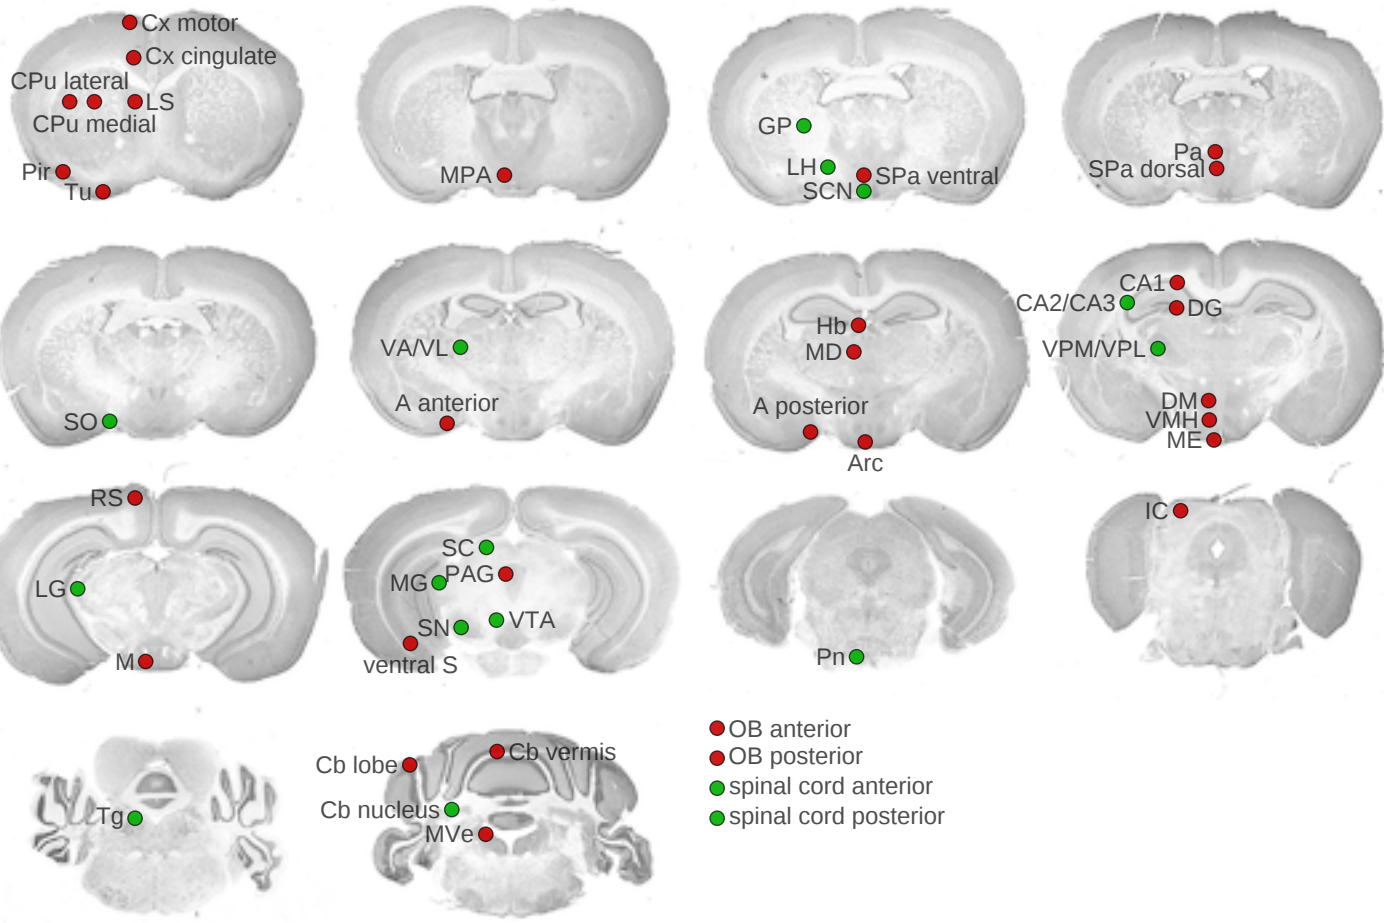 Cx motor
Cx cingulate
CPu lateral
LS
CPu medial
Pir
Tu
MPA
GP
LH
SPa ventral
SCN
Pa
SPa dorsal
SO
VA/VL
A anterior
Hb
MD
A posterior
Arc
CA1
CA2/CA3
DG
VPM/VPL
DM
VMH
ME
RS
LG
M
SC
MG
PAG
SN
VTA
ventral S
Pn
IC
Tg
Cb lobe
Cb vermis
Cb nucleus
MVe
OB anterior
OB posterior
spinal cord anterior
spinal cord posterior